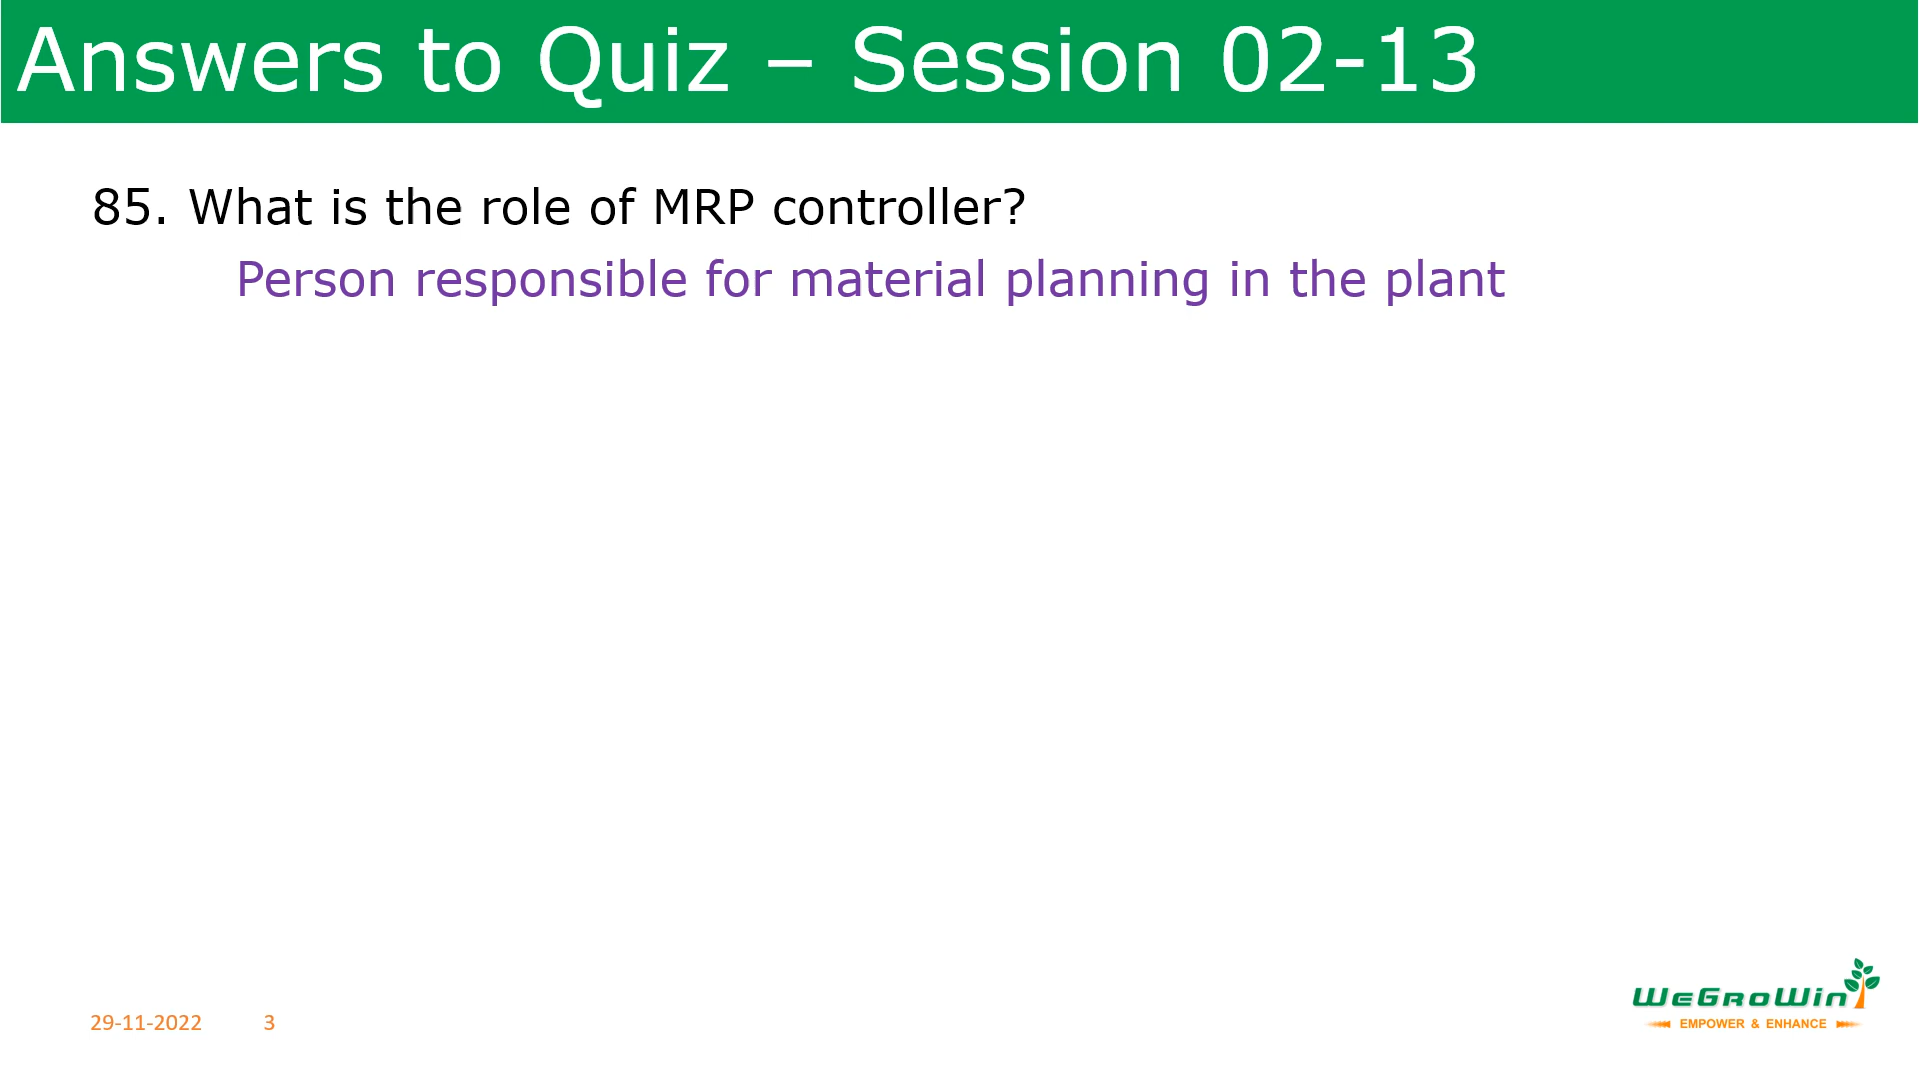 Answers to Quiz – Session 02-13
85. What is the role of MRP controller?
Person responsible for material planning in the plant
29-11-2022 3
WeGroWin
EMPOWER & ENHANCE